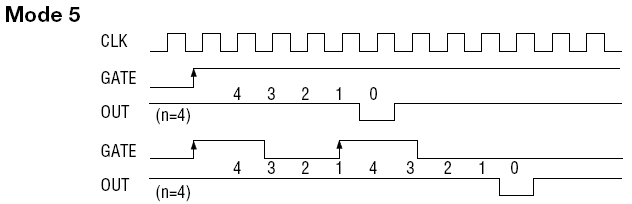 Mode 5
CLK
GATE
4 3 2 1 0
OUT (n=4)
GATE
4 3 2 1 4 3 2 1 0
OUT (n=4)